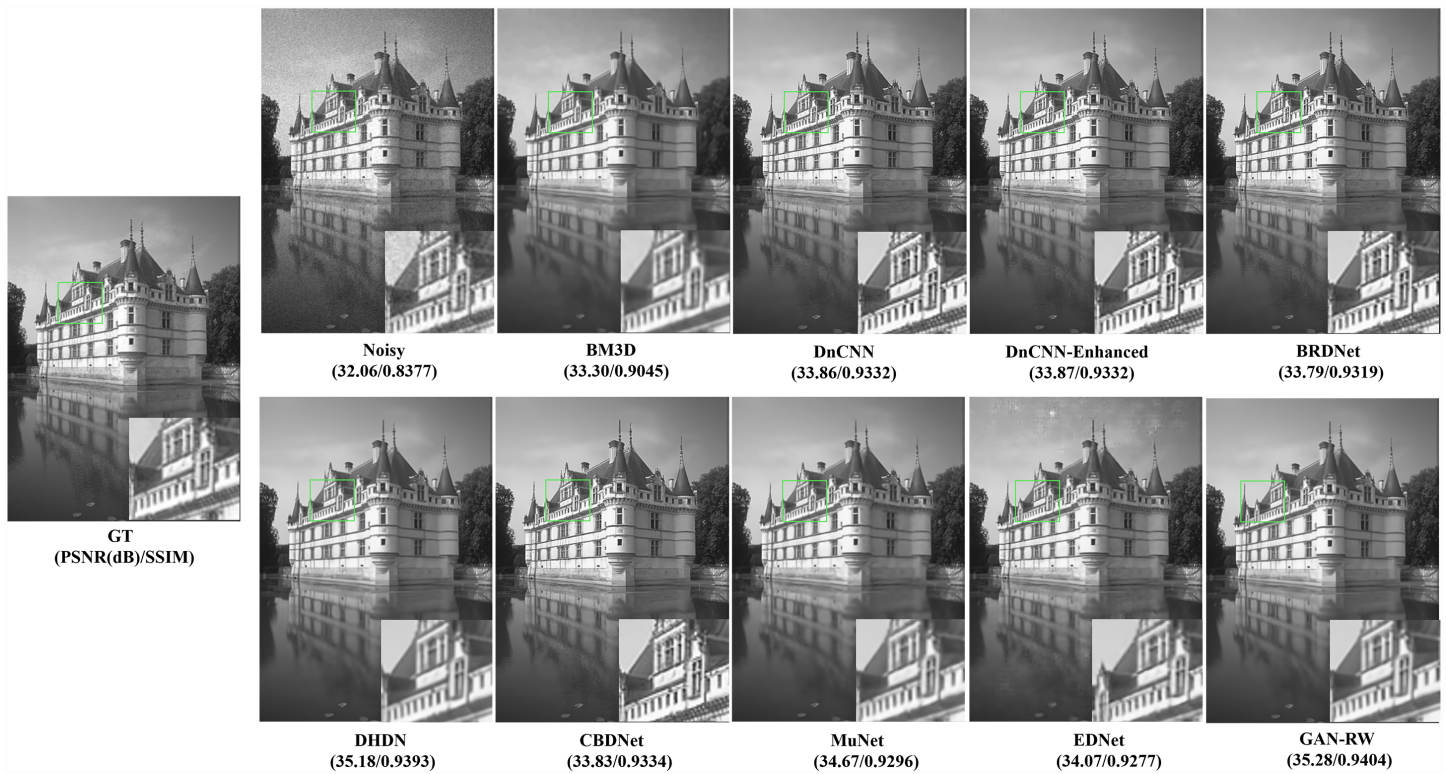 Noisy
(32.06/0.8377)
BM3D
(33.30/0.9045)
DnCNN
(33.86/0.9332)
DnCNN-Enhanced
(33.87/0.9332)
BRDNet
(33.79/0.9319)
GT
(PSNR(dB)/SSIM)
DHDN
(35.18/0.9393)
CBDNet
(33.83/0.9334)
MuNet
(34.67/0.9296)
EDNet
(34.07/0.9277)
GAN-RW
(35.28/0.9404)